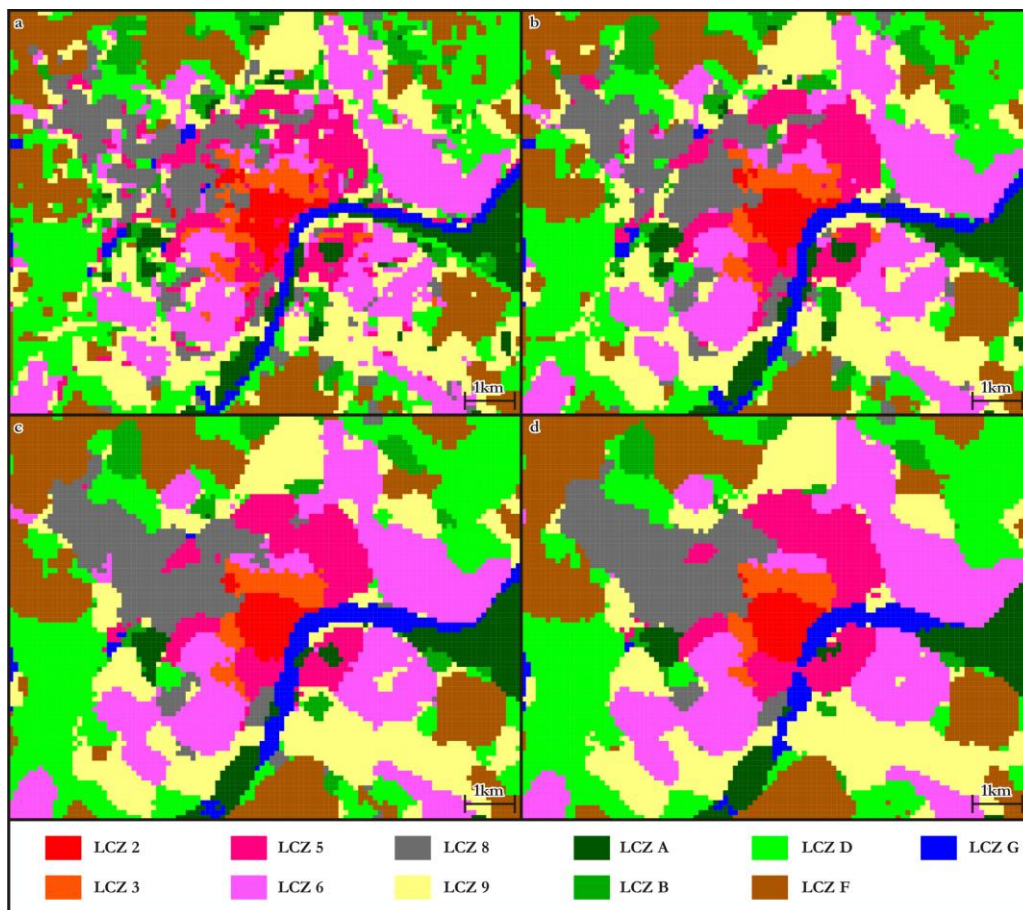 a
b
1km
1km
c
d
1km
1km
LCZ 2
LCZ 5
LCZ 8
LCZ A
LCZ D
LCZ G
LCZ 3
LCZ 6
LCZ 9
LCZ B
LCZ F